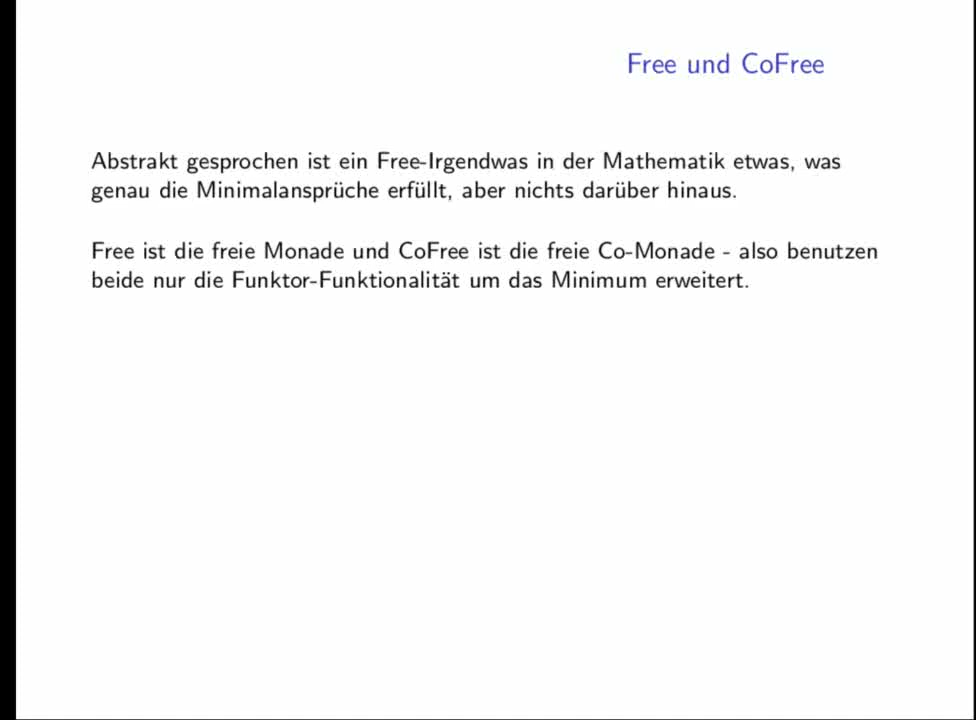 Free und CoFree
Abstrakt gesprochen ist ein Free-Irgendwas in der Mathematik etwas, was
genau die Minimalansprüche erfüllt, aber nichts darüber hinaus.
Free ist die freie Monade und CoFree ist die freie Co-Monade - also benutzen
beide nur die Funktor-Funktionalität um das Minimum erweitert.